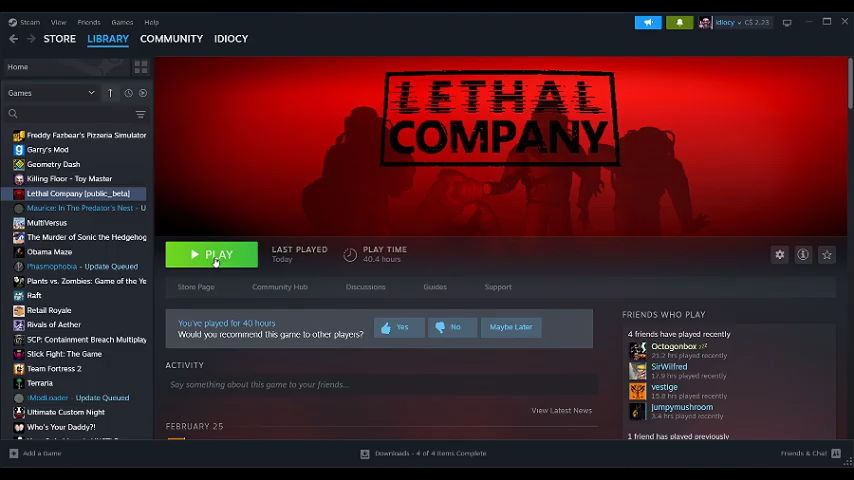 Steam View Friends Games Help
idiocy C$ 2.23
STORE LIBRARY COMMUNITY IDIOCY
Home
Games
Freddy Fazbear's Pizzeria Simulator
Garry's Mod
Geometry Dash
Killing Floor - Toy Master
Lethal Company [public_beta]
Maurice: In The Predator's Nest - U
MultiVersus
The Murder of Sonic the Hedgehog
Obama Maze
Phasmophobia - Update Queued
Plants vs. Zombies: Game of the Ye
Raft
Retail Royale
Rivals of Aether
SCP: Containment Breach Multiplay
Stick Fight: The Game
Team Fortress 2
Terraria
tModLoader - Update Queued
Ultimate Custom Night
Who's Your Daddy?!
LETHAL
COMPANY
PLAY
LAST PLAYED
Today
PLAY TIME
40.4 hours
Store Page Community Hub Discussions Guides Support
You've played for 40 hours
Would you recommend this game to other players?
Yes No Maybe Later
ACTIVITY
Say something about this game to your friends...
View Latest News
FEBRUARY 25
FRIENDS WHO PLAY
4 friends have played recently
Octogonbox zzz
21.2 hrs played recently
SirWilfred
17.9 hrs played recently
vestige
15.8 hrs played recently
jumpymushroom
3.4 hrs played recently
1 friend has played previously
Add a Game
Downloads - 4 of 4 Items Complete
Friends & Chat